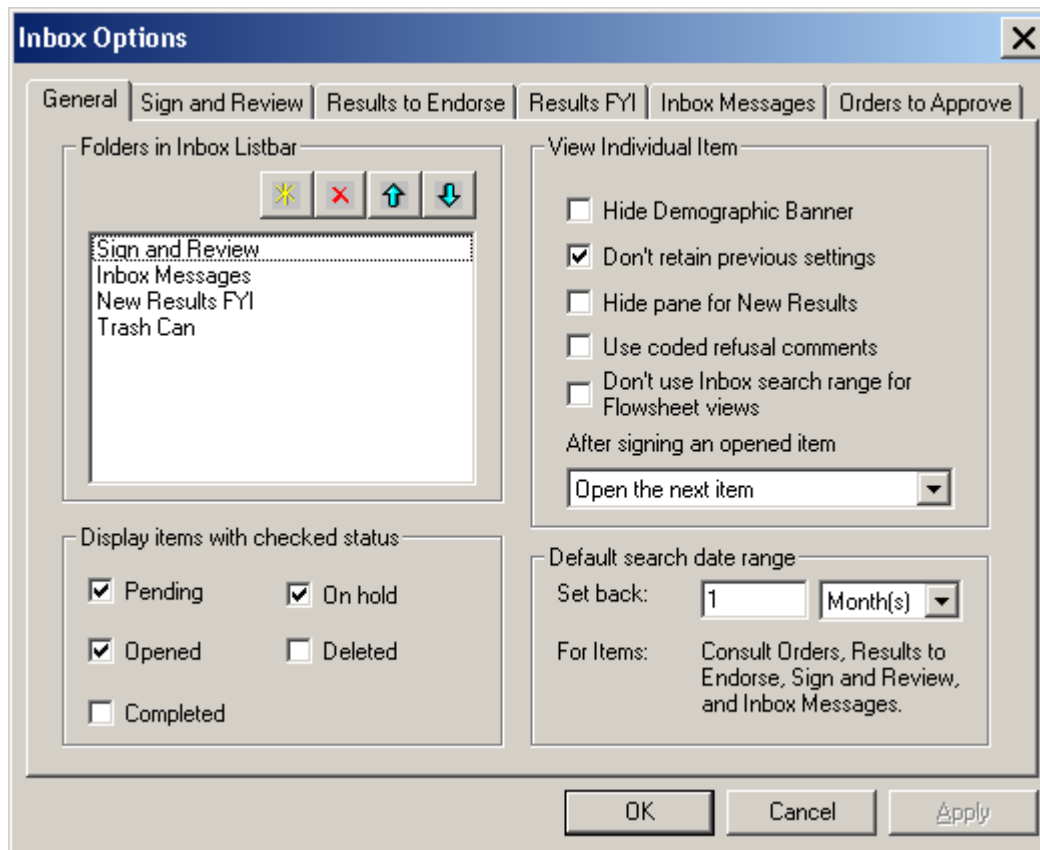 Inbox Options
General
Sign and Review
Results to Endorse
Results FYI
Inbox Messages
Orders to Approve
Folders in Inbox Listbar
Sign and Review
Inbox Messages
New Results FYI
Trash Can
Display items with checked status
Pending
On hold
Opened
Deleted
Completed
View Individual Item
Hide Demographic Banner
Don't retain previous settings
Hide pane for New Results
Use coded refusal comments
Don't use Inbox search range for
Flowsheet views
After signing an opened item
Open the next item
Default search date range
Set back:
1
Month(s)
For Items:
Consult Orders, Results to
Endorse, Sign and Review,
and Inbox Messages.
OK
Cancel
Apply